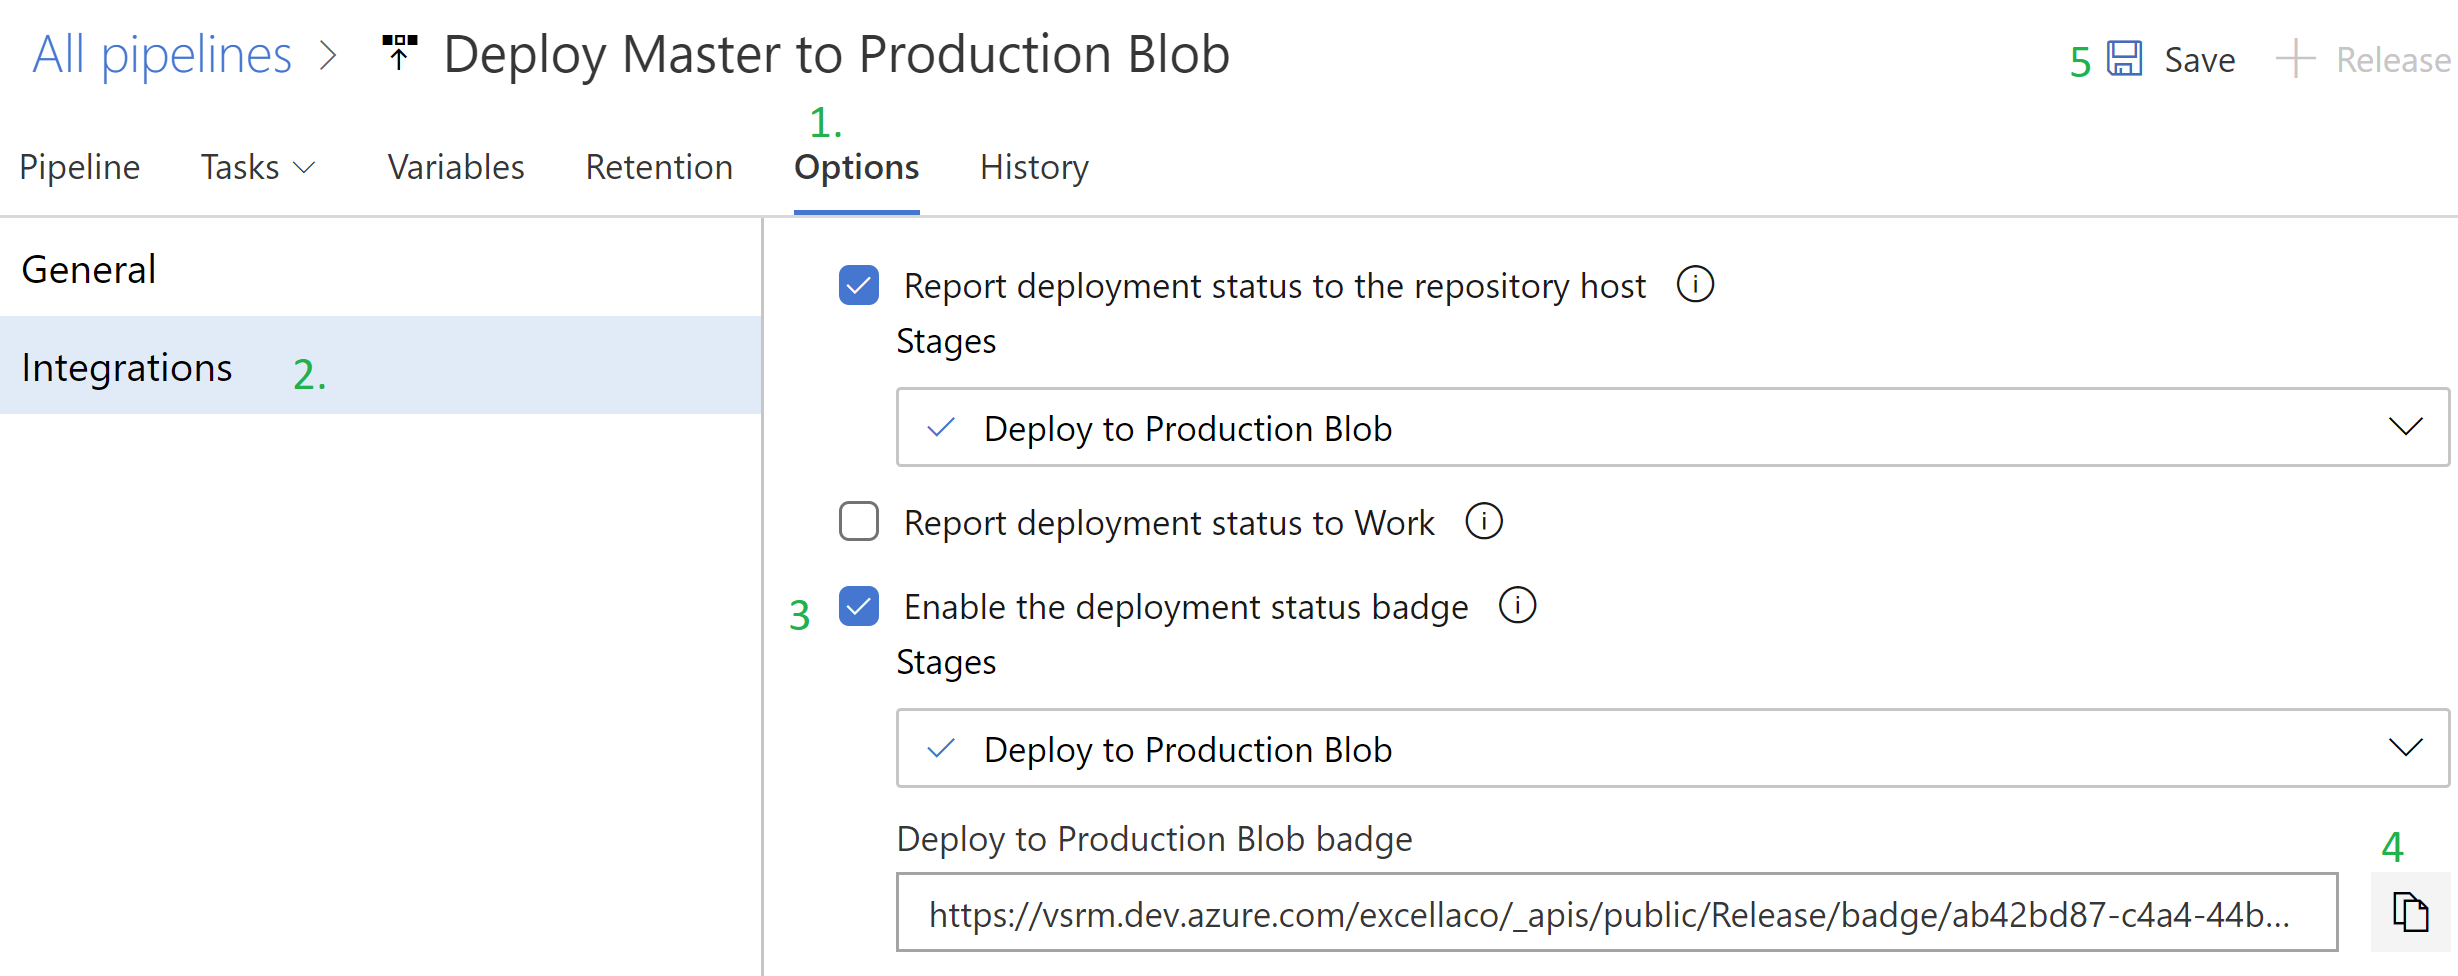 All pipelines > Deploy Master to Production Blob
5 Save + Release
1.
Pipeline Tasks Variables Retention Options History
General
Integrations 2.
Report deployment status to the repository host
Stages
Deploy to Production Blob
Report deployment status to Work
3 Enable the deployment status badge
Stages
Deploy to Production Blob
Deploy to Production Blob badge
4
https://vsrm.dev.azure.com/excellaco/_apis/public/Release/badge/ab42bd87-c4a4-44b...